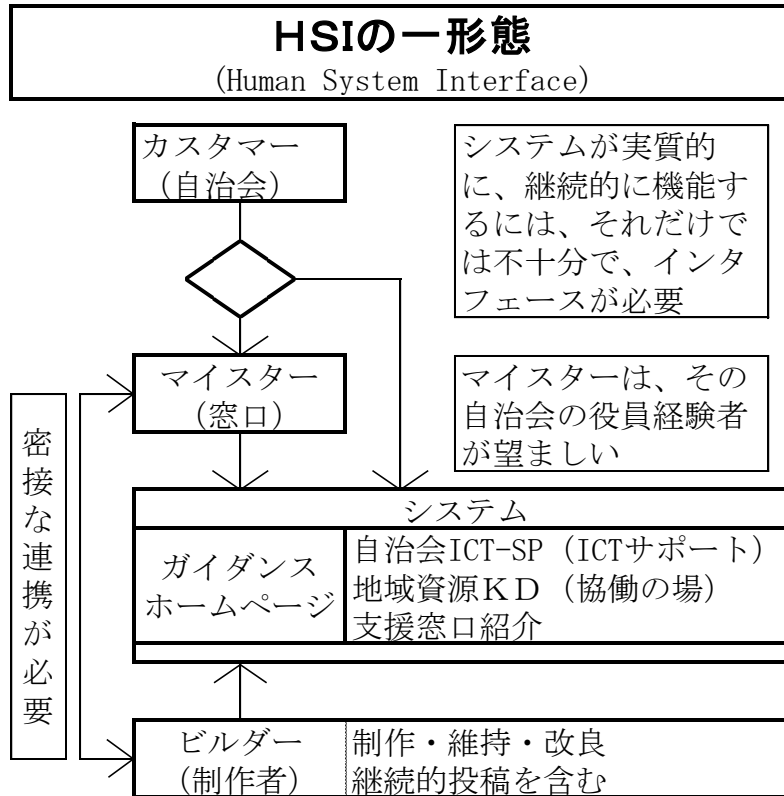 HSIの一形態
(Human System Interface)
カスタマー
(自治会)
システムが実質的
に、継続的に機能す
るには、それだけで
は不十分で、インタ
フェースが必要
マイスター
(窓口)
マイスターは、その
自治会の役員経験者
が望ましい
密接な連携が必要
システム
ガイダンス
ホームページ
自治会ICT-SP (ICTサポート)
地域資源KD (協働の場)
支援窓口紹介
ビルダー
(制作者)
制作・維持・改良
継続的投稿を含む